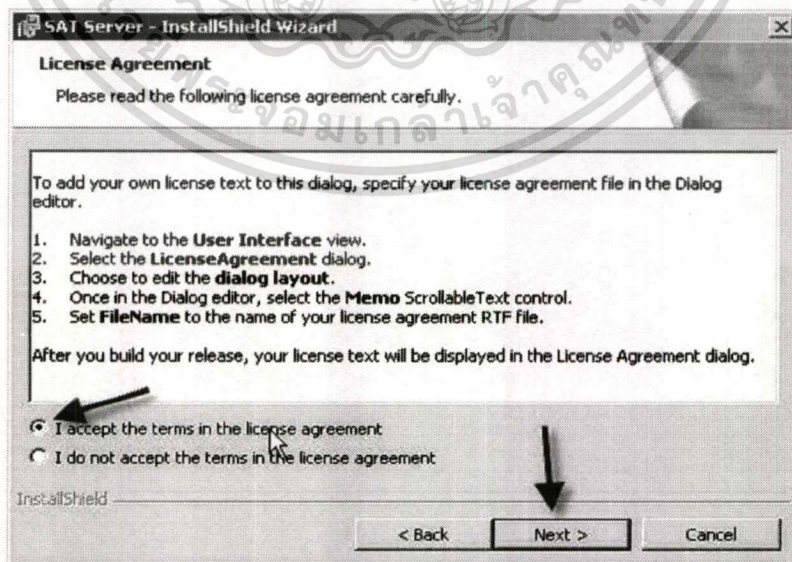 SAT Server - InstallShield Wizard
License Agreement
Please read the following license agreement carefully.
To add your own license text to this dialog, specify your license agreement file in the Dialog
editor.
1. Navigate to the User Interface view.
2. Select the LicenseAgreement dialog.
3. Choose to edit the dialog layout.
4. Once in the Dialog editor, select the Memo ScrollableText control.
5. Set FileName to the name of your license agreement RTF file.
After you build your release, your license text will be displayed in the License Agreement dialog.
I accept the terms in the license agreement
I do not accept the terms in the license agreement
InstallShield
< Back Next > Cancel